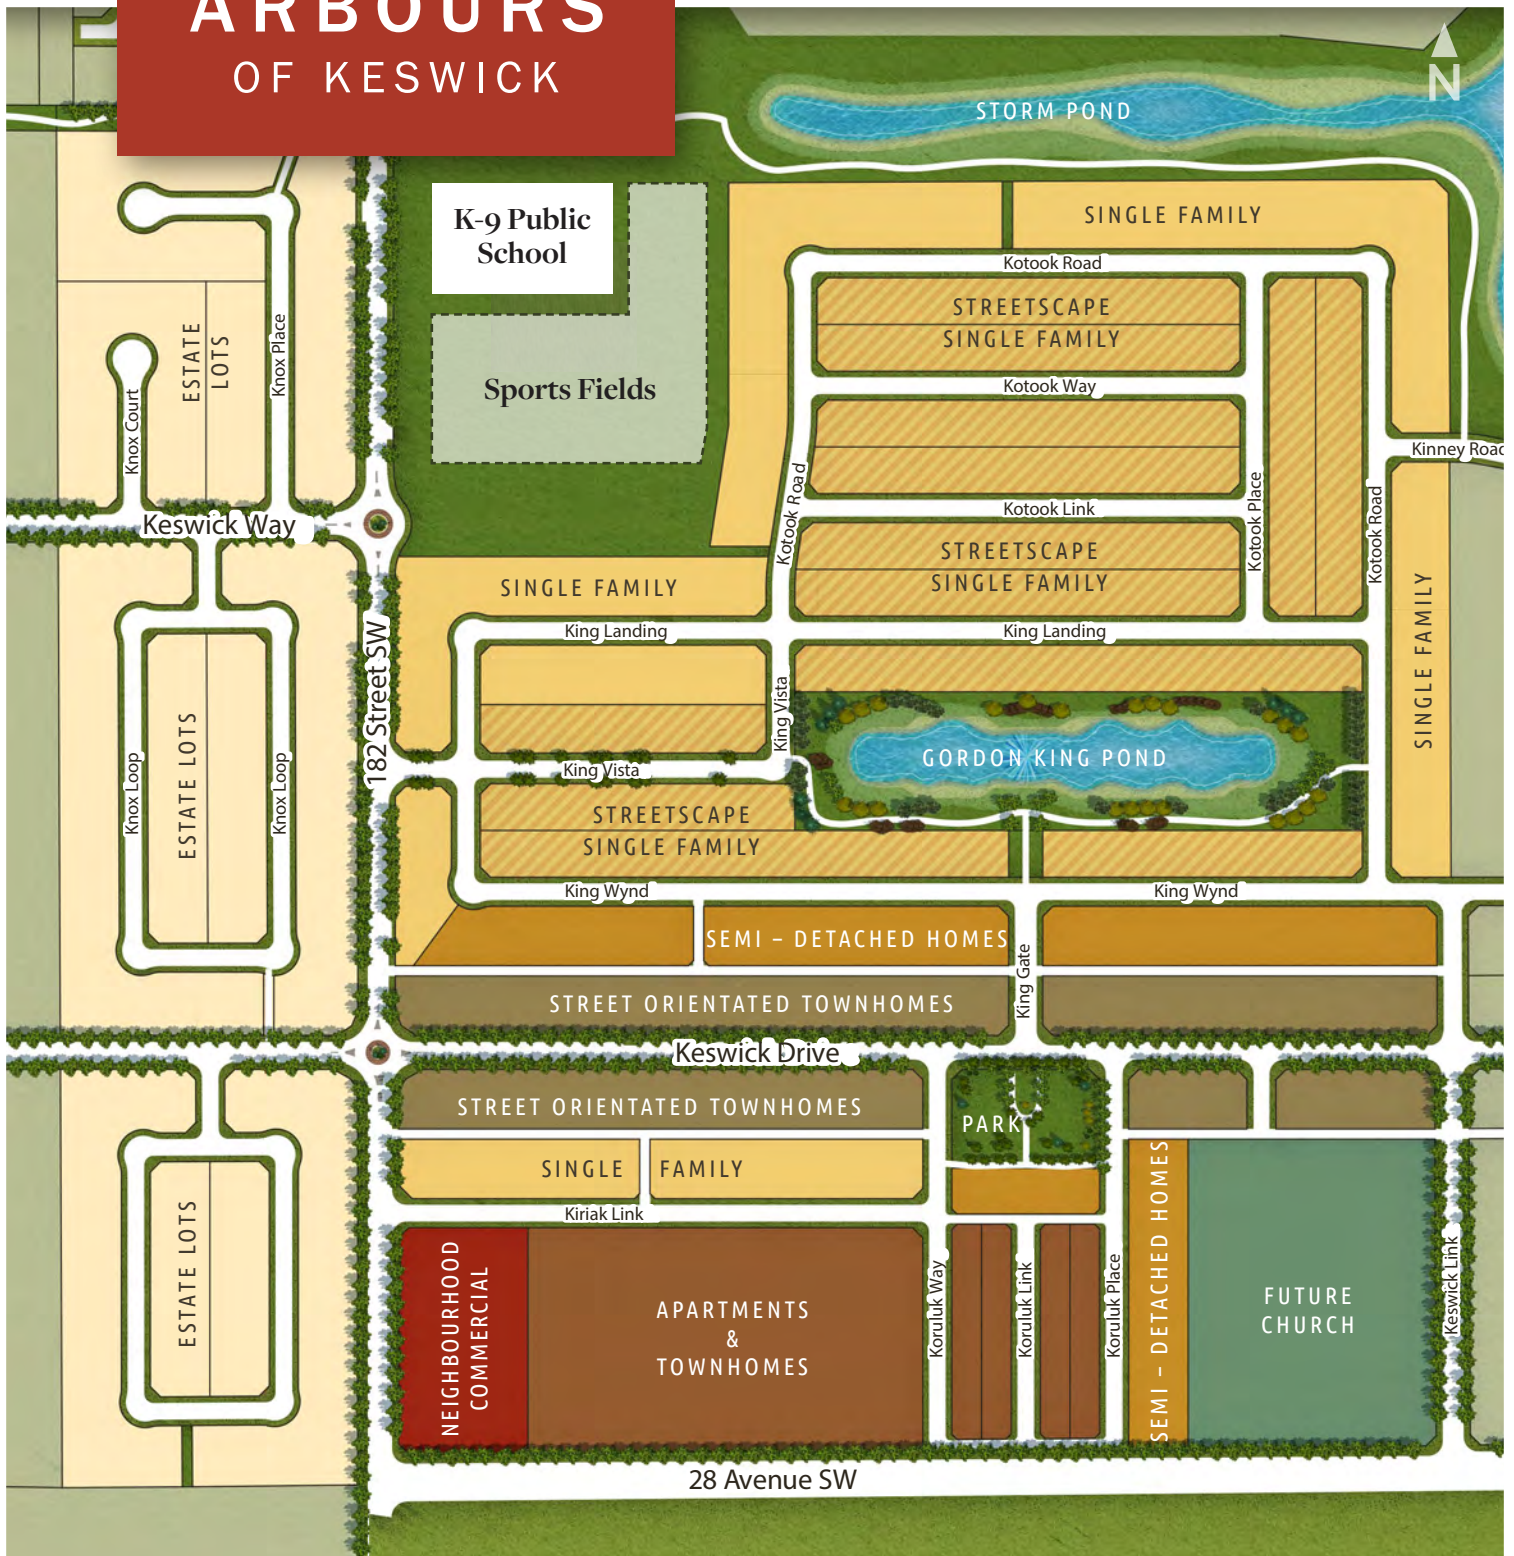 ARBOURS
OF KESWICK
N
STORM POND
K-9 Public
School
SINGLE FAMILY
Kotook Road
STREETSCAPE
SINGLE FAMILY
ESTATE
LOTS
Knox Place
Knox Court
Sports Fields
Kotook Way
Kinney Road
Kotook Road
Kotook Link
Kotook Place
Kotook Road
Keswick Way
STREETSCAPE
SINGLE FAMILY
SINGLE FAMILY
SINGLE FAMILY
King Landing
King Landing
182 Street SW
King Vista
GORDON KING POND
King Vista
Knox Loop
ESTATE LOTS
Knox Loop
STREETSCAPE
SINGLE FAMILY
King Wynd
King Wynd
SEMI – DETACHED HOMES
King Gate
STREET ORIENTATED TOWNHOMES
Keswick Drive
STREET ORIENTATED TOWNHOMES
PARK
SINGLE FAMILY
Kiriak Link
ESTATE LOTS
NEIGHBOURHOOD
COMMERCIAL
APARTMENTS
&
TOWNHOMES
Koruluk Way
Koruluk Link
Koruluk Place
SEMI – DETACHED HOMES
FUTURE
CHURCH
Keswick Link
28 Avenue SW